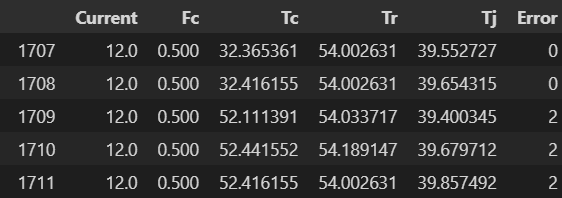 Current Fc Tc Tr Tj Error
1707 12.0 0.500 32.365361 54.002631 39.552727 0
1708 12.0 0.500 32.416155 54.002631 39.654315 0
1709 12.0 0.500 52.111391 54.033717 39.400345 2
1710 12.0 0.500 52.441552 54.189147 39.679712 2
1711 12.0 0.500 52.416155 54.002631 39.857492 2